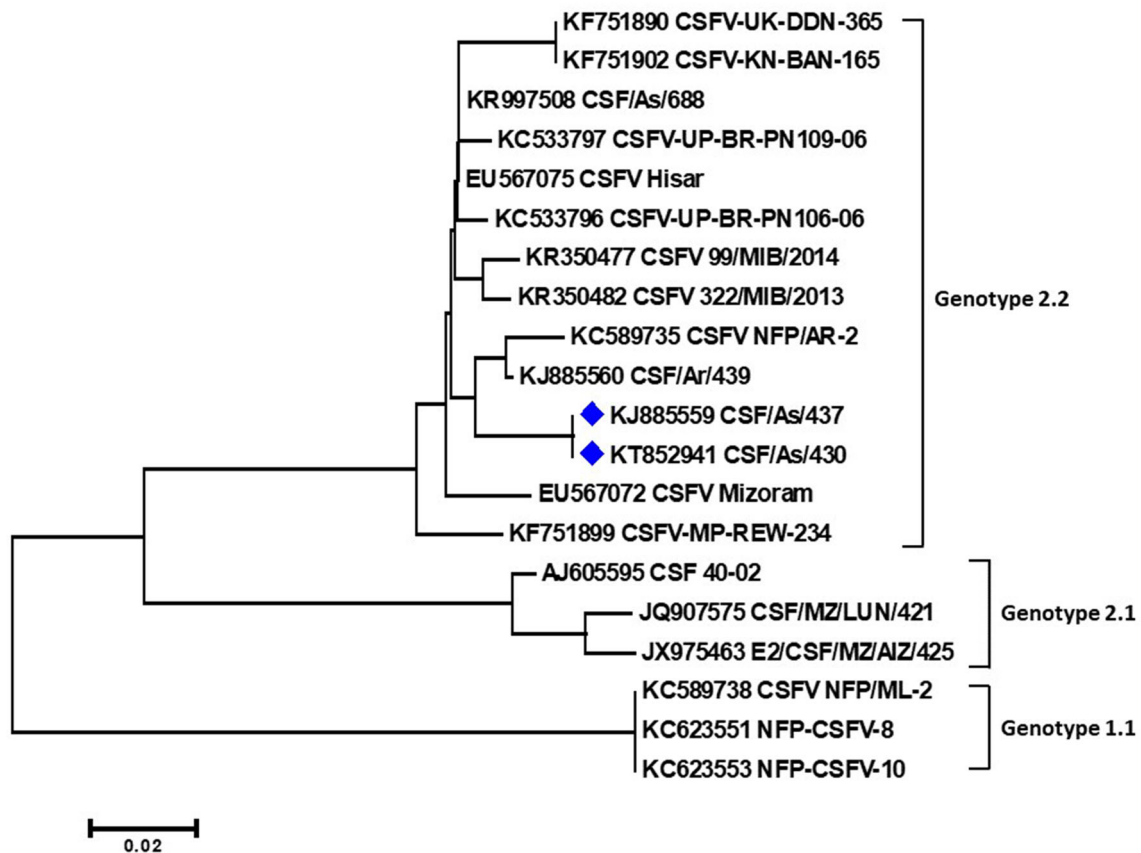 KF751890 CSFV-UK-DDN-365
KF751902 CSFV-KN-BAN-165
KR997508 CSF/As/688
KC533797 CSFV-UP-BR-PN109-06
EU567075 CSFV Hisar
KC533796 CSFV-UP-BR-PN106-06
KR350477 CSFV 99/MIB/2014
KR350482 CSFV 322/MIB/2013
Genotype 2.2
KC589735 CSFV NFP/AR-2
KJ885560 CSF/Ar/439
KJ885559 CSF/As/437
KT852941 CSF/As/430
EU567072 CSFV Mizoram
KF751899 CSFV-MP-REW-234
AJ605595 CSF 40-02
JQ907575 CSF/MZ/LUN/421
Genotype 2.1
JX975463 E2/CSF/MZ/AIZ/425
KC589738 CSFV NFP/ML-2
KC623551 NFP-CSFV-8
Genotype 1.1
KC623553 NFP-CSFV-10
0.02